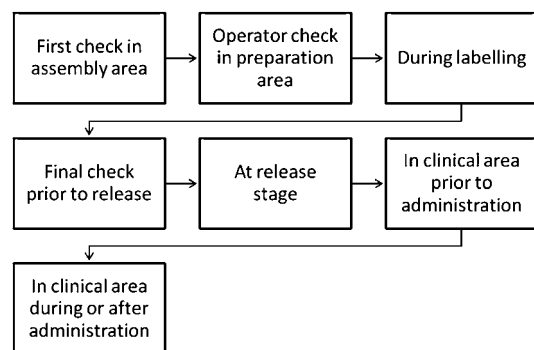 First check in
assembly area
Operator check
in preparation
area
During labelling
Final check
prior to release
At release
stage
In clinical area
prior to
administration
In clinical area
during or after
administration